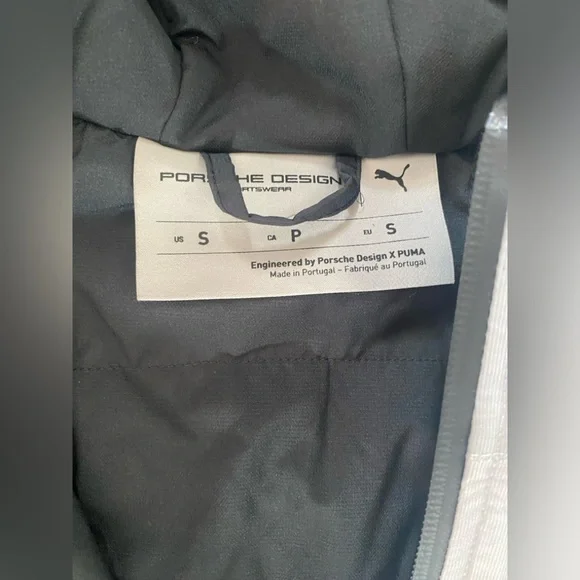 PORSCHE DESIGN
US S CA P EU S
Engineered by Porsche Design X PUMA
Made in Portugal – Fabriqué au Portugal